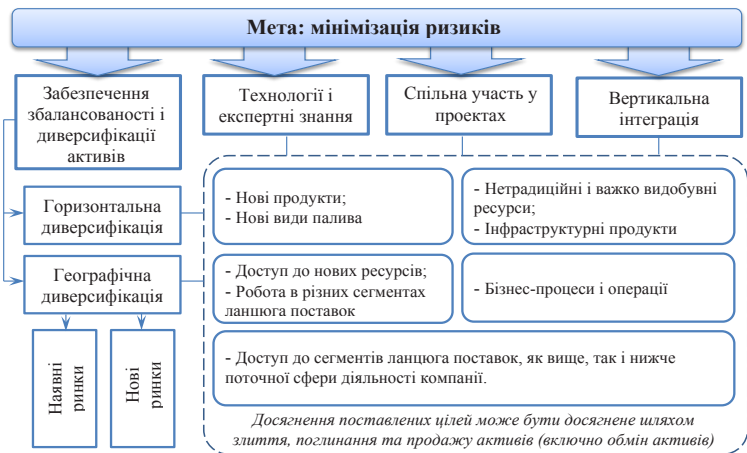 Мета: мінімізація ризиків
Забезпечення
збалансованості і
диверсифікації
активів
Технології і
експертні знання
Спільна участь у
проектах
Вертикальна
інтеграція
Горизонтальна
диверсифікація
- Нові продукти;
- Нові види палива
- Нетрадиційні і важко видобувні
ресурси;
- Інфраструктурні продукти
Географічна
диверсифікація
- Доступ до нових ресурсів;
- Робота в різних сегментах
ланцюга поставок
- Бізнес-процеси і операції
Наявні
ринки
Нові
ринки
- Доступ до сегментів ланцюга поставок, як вище, так і нижче
поточної сфери діяльності компанії.
Досягнення поставлених цілей може бути досягнене шляхом
злиття, поглинання та продажу активів (включно обмін активів)